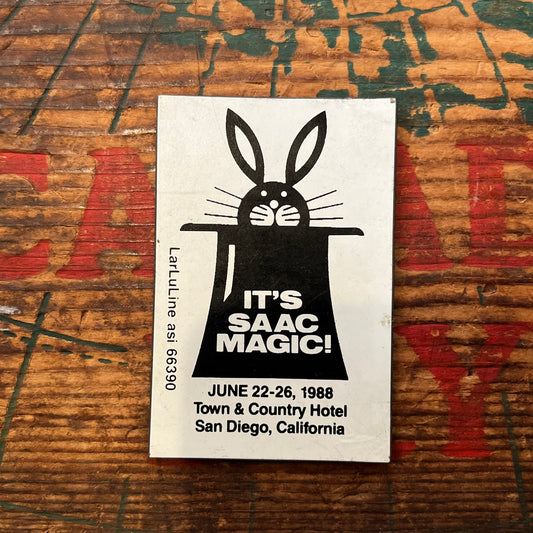 IT'S
SAAC
MAGIC!
JUNE 22-26, 1988
Town & Country Hotel
San Diego, California
LarLuLine asi 66390